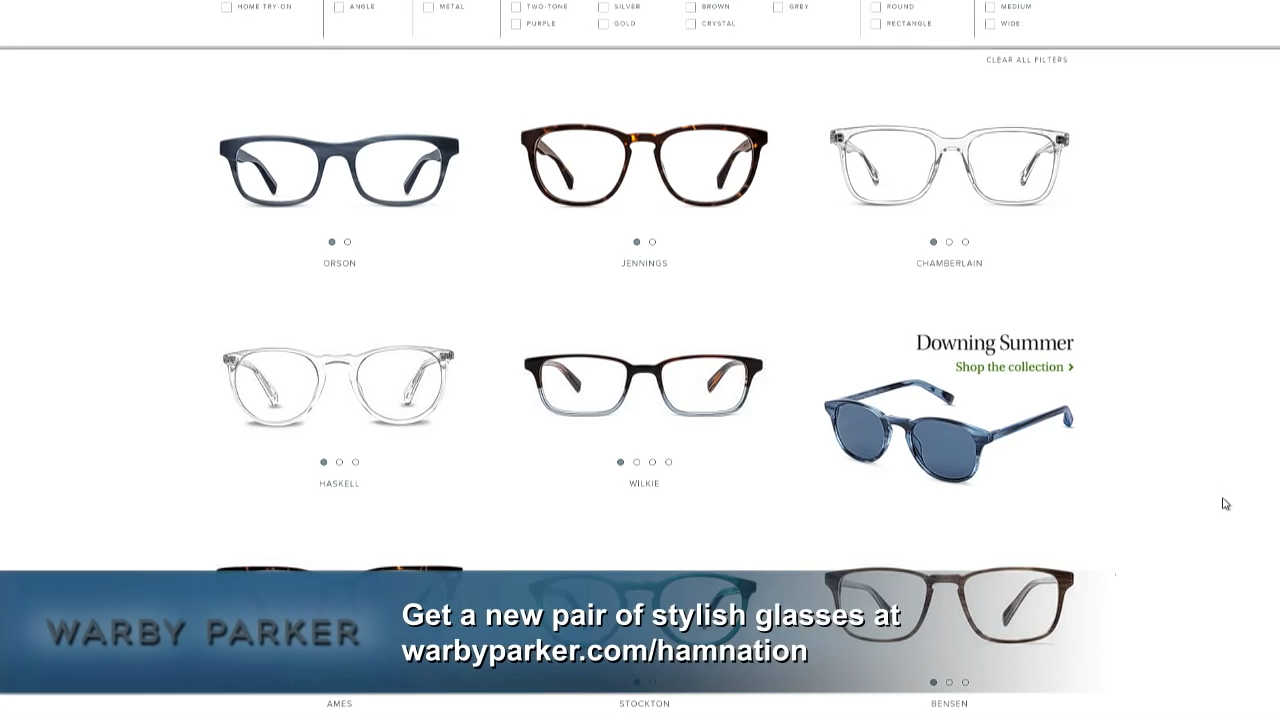 HOME TRY-ON
ANGLE
METAL
TWO-TONE
SILVER
BROWN
GREY
ROUND
MEDIUM
PURPLE
GOLD
CRYSTAL
RECTANGLE
WIDE
CLEAR ALL FILTERS
ORSON
JENNINGS
CHAMBERLAIN
Downing Summer
Shop the collection >
HASKELL
WILKIE
WARBY PARKER
Get a new pair of stylish glasses at
warbyparker.com/hamnation
AMES
STOCKTON
BENSEN